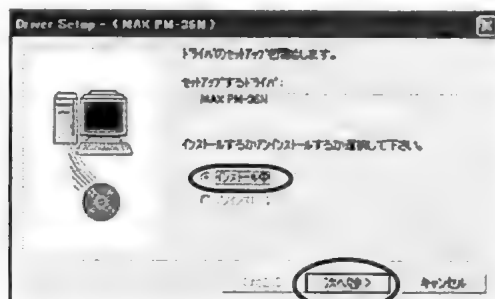 Driver Setup - < MAX PM-36N >
ドライバのセットアップを開始します。
セットアップするドライバ:
MAX PM-36N
インストールするかアンインストールするか選択して下さい。
インストール
次へ(N) >
キャンセル